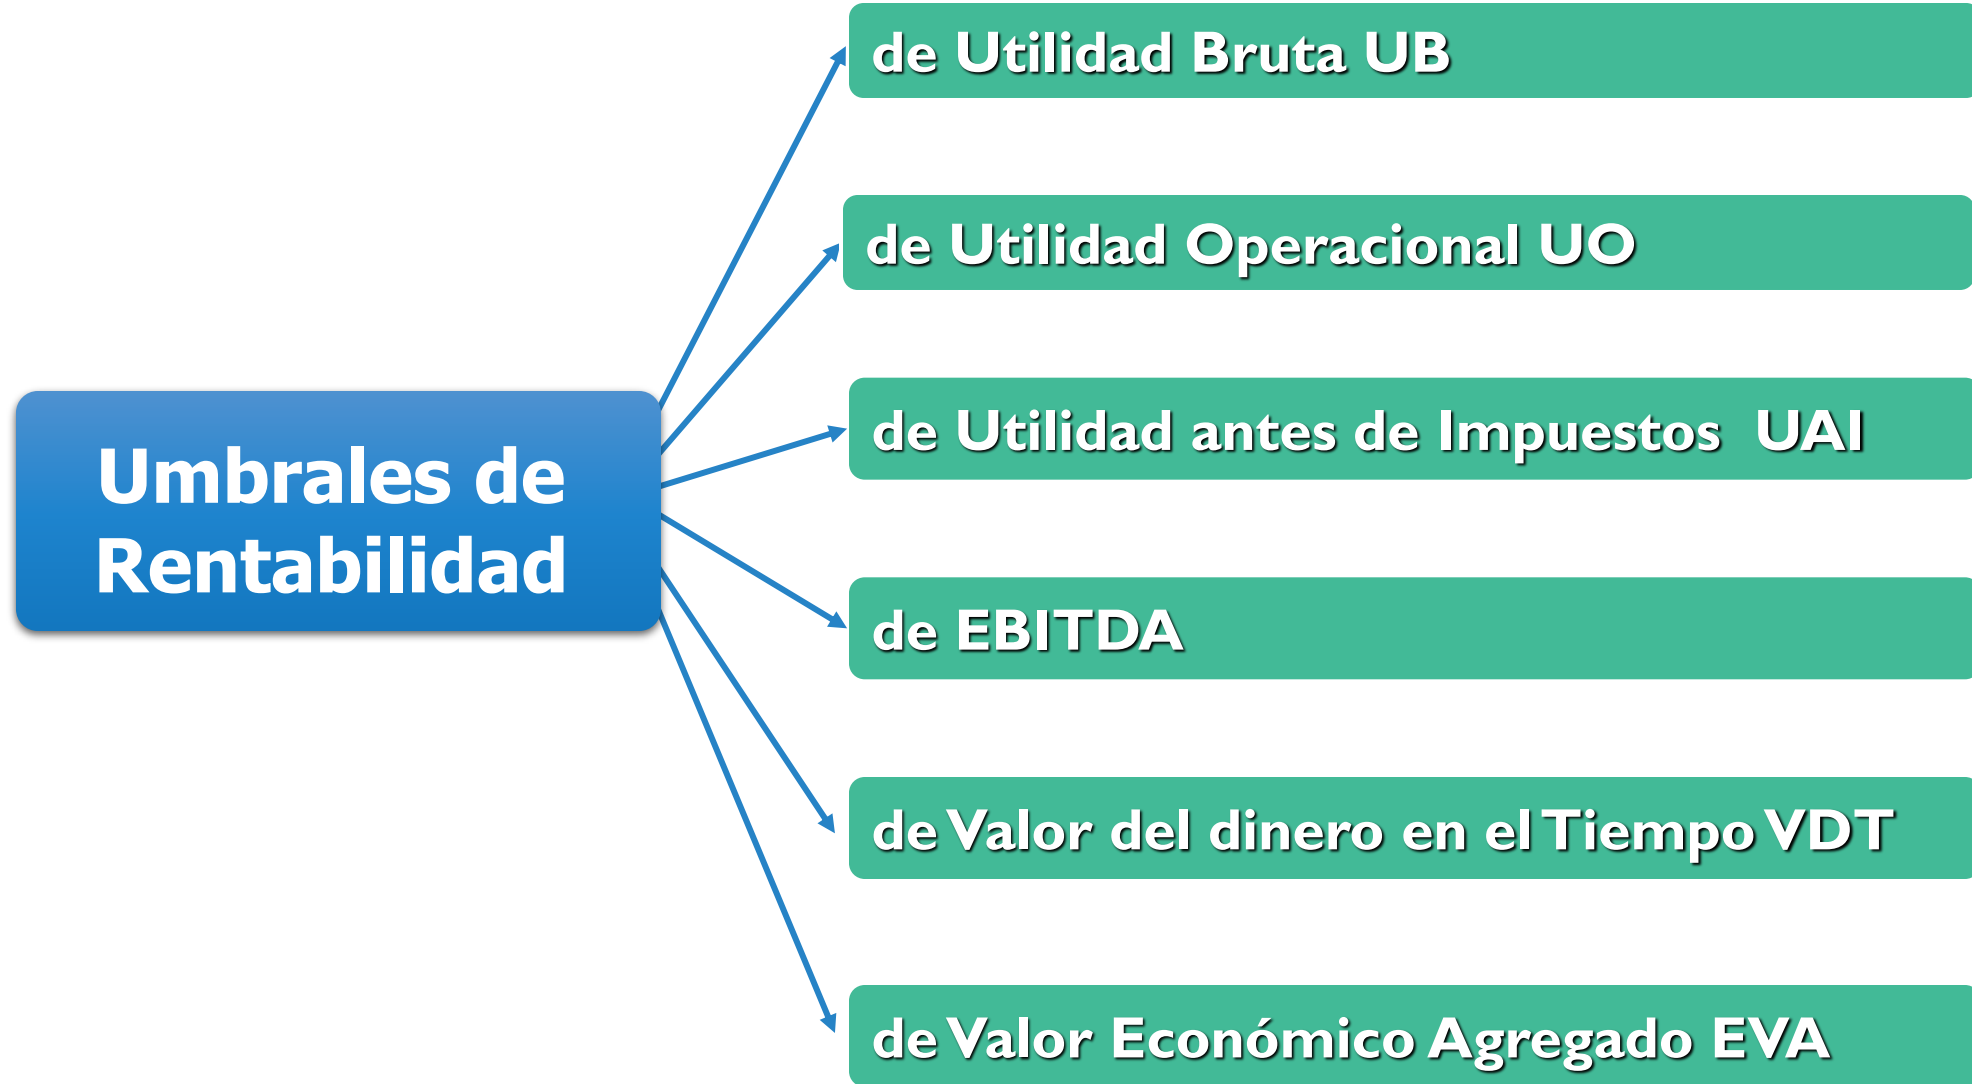 Umbrales de
Rentabilidad
de Utilidad Bruta UB
de Utilidad Operacional UO
de Utilidad antes de Impuestos UAI
de EBITDA
de Valor del dinero en el Tiempo VDT
de Valor Económico Agregado EVA